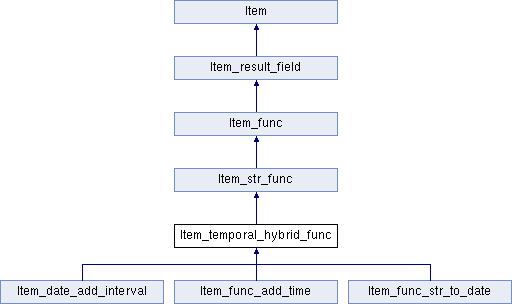 Item
Item_result_field
Item_func
Item_str_func
Item_temporal_hybrid_func
Item_date_add_interval
Item_func_add_time
Item_func_str_to_date